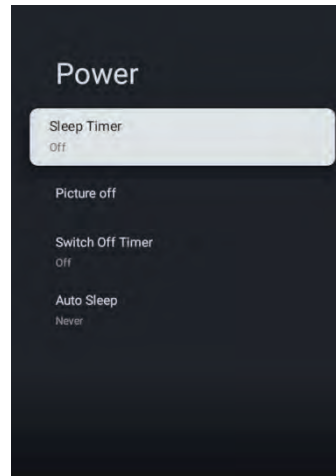 Power
Sleep Timer
Off
Picture off
Switch Off Timer
Off
Auto Sleep
Never